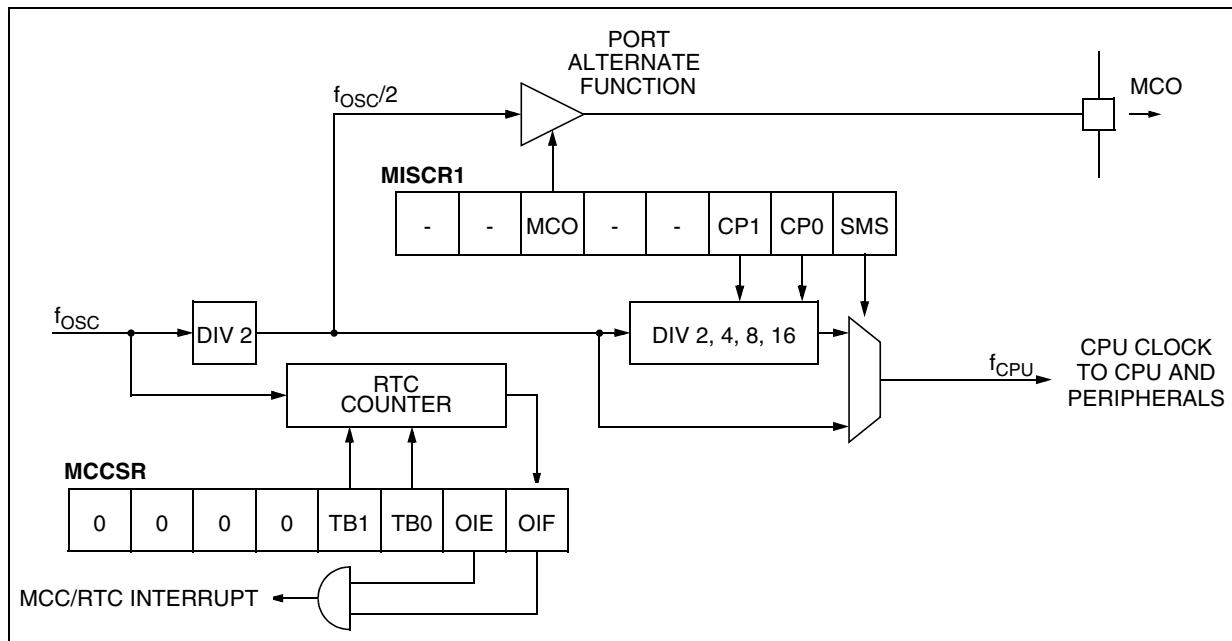 PORT
ALTERNATE
FUNCTION
fOSC/2
MCO
MISCR1
- - MCO - - CP1 CP0 SMS
fOSC
DIV 2
DIV 2, 4, 8, 16
RTC
COUNTER
fCPU
CPU CLOCK
TO CPU AND
PERIPHERALS
MCCSR
0 0 0 0 TB1 TB0 OIE OIF
MCC/RTC INTERRUPT